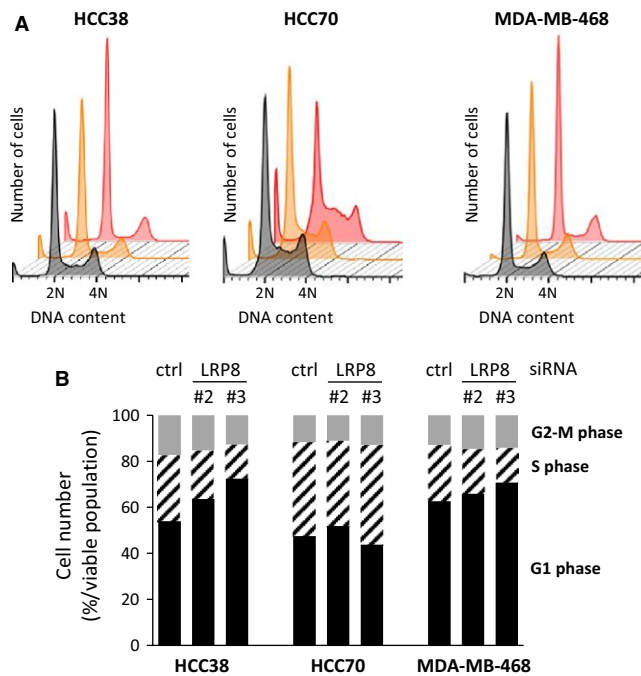 A
HCC38 HCC70 MDA-MB-468
Number of cells Number of cells Number of cells
2N 4N 2N 4N 2N 4N
DNA content DNA content DNA content
B
ctrl LRP8 ctrl LRP8 ctrl LRP8 siRNA
#2 #3 #2 #3 #2 #3
Cell number
(%/viable population)
100
80
60
40
20
0
G2-M phase
S phase
G1 phase
HCC38 HCC70 MDA-MB-468